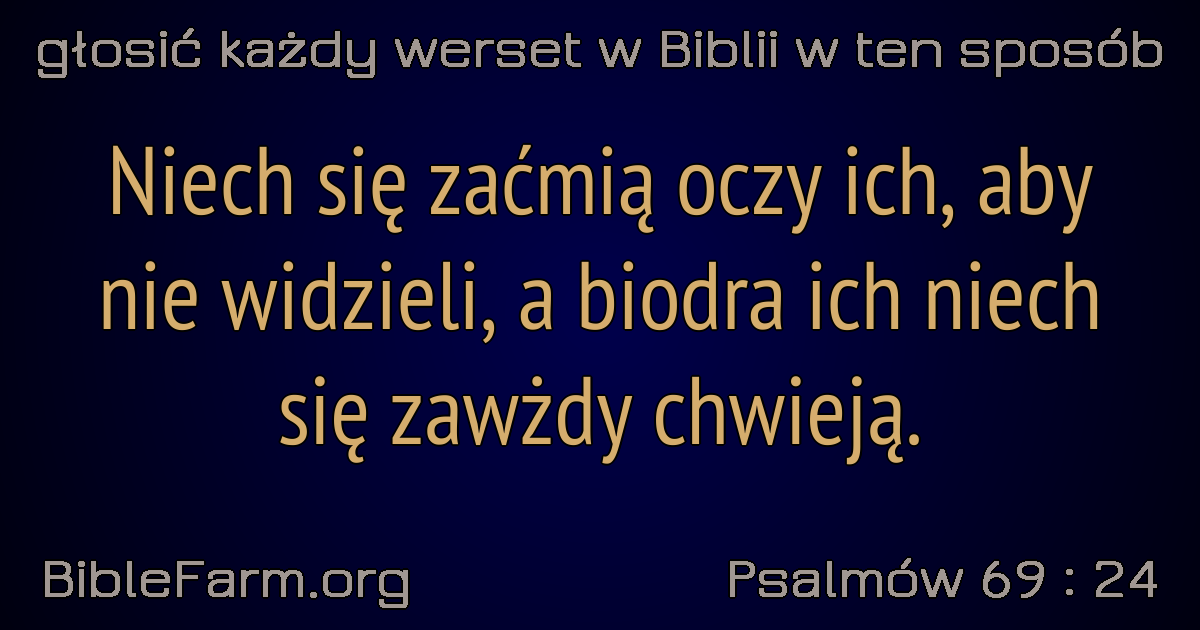 głosić każdy werset w Biblii w ten sposób
Niech się zaćmią oczy ich, aby
nie widzieli, a biodra ich niech
się zawżdy chwieją.
BibleFarm.org
Psalmów 69 : 24